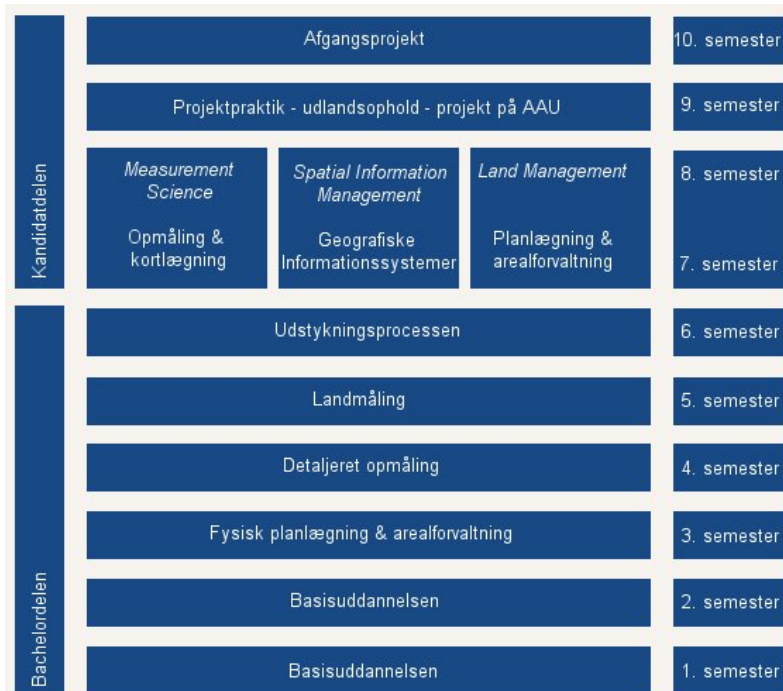 Kandidatdelen
Afgangsprojekt
10. semester
Projektpraktik - udlandsophold - projekt på AAU
9. semester
Measurement
Science
Opmåling &
kortlægning
Spatial Information
Management
Geografiske
Informationssystemer
Land Management
Planlægning &
arealforvaltning
8. semester
7. semester
Bachelordelen
Udstykningsprocessen
6. semester
Landmåling
5. semester
Detaljeret opmåling
4. semester
Fysisk planlægning & arealforvaltning
3. semester
Basisuddannelsen
2. semester
Basisuddannelsen
1. semester